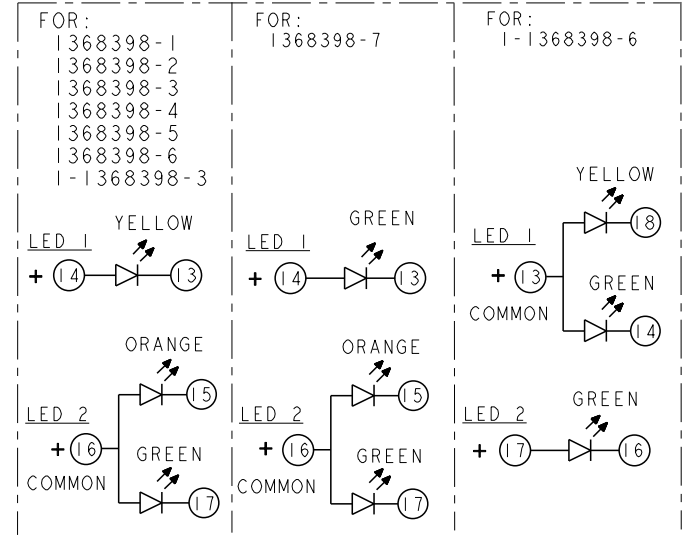 FOR:
1368398-1
1368398-2
1368398-3
1368398-4
1368398-5
1368398-6
1-1368398-3
YELLOW
LED 1
+ 14 13
ORANGE
15
LED 2
+ 16
GREEN
COMMON
17
FOR:
1368398-7
GREEN
LED 1
+ 14 13
ORANGE
15
LED 2
+ 16
GREEN
COMMON
17
FOR:
1-1368398-6
YELLOW
18
LED 1
+ 13
GREEN
COMMON
14
GREEN
LED 2
+ 17 16